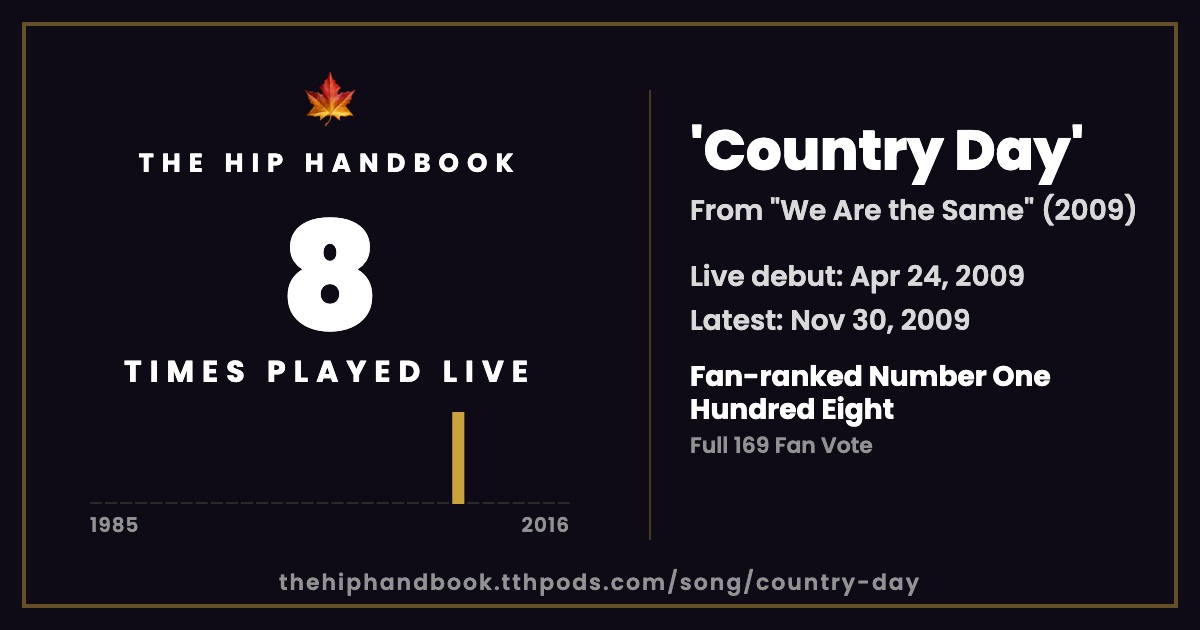 THE HIP HANDBOOK
8
TIMES PLAYED LIVE
1985
2016
'Country Day'
From "We Are the Same" (2009)
Live debut: Apr 24, 2009
Latest: Nov 30, 2009
Fan-ranked Number One
Hundred Eight
Full 169 Fan Vote
thehiphandbook.tthpods.com/song/country-day